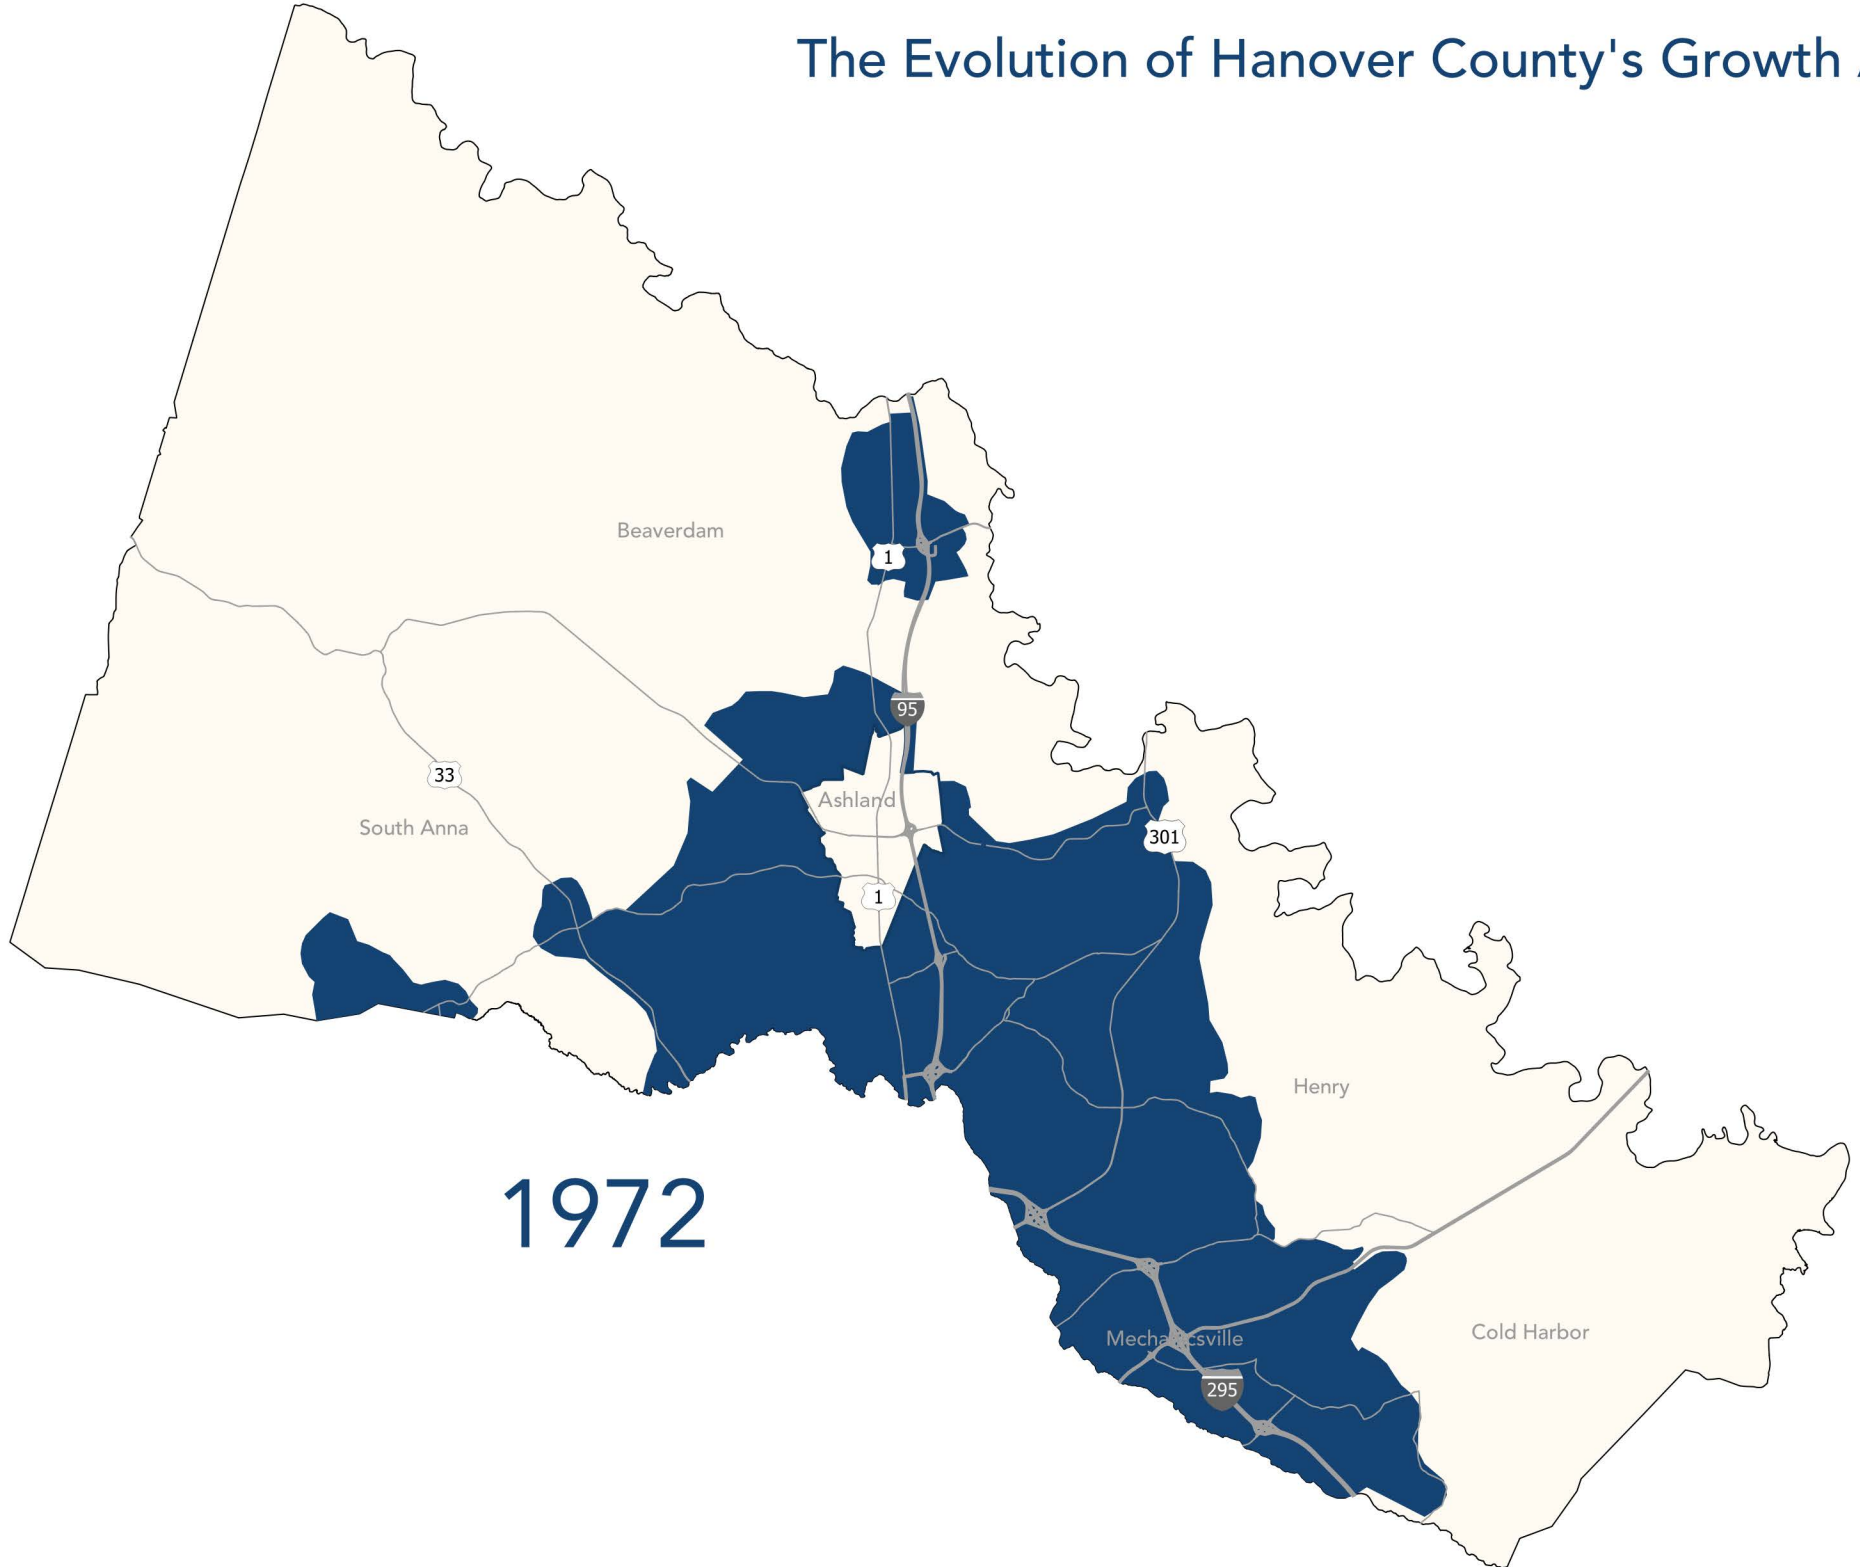 The Evolution of Hanover County's Growth
Beaverdam
1
95
33
Ashland
South Anna
301
1
Henry
1972
Mechanicsville
Cold Harbor
295